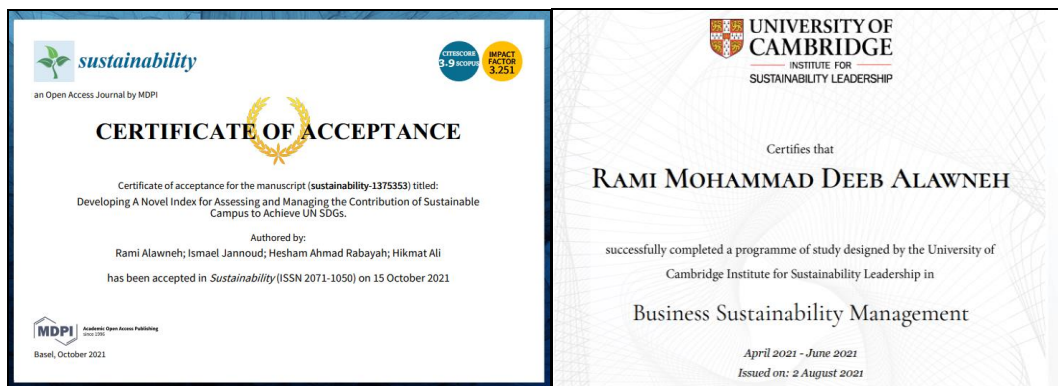 sustainability
CITESCORE
3.9 SCOPUS
IMPACT
FACTOR
3.251
an Open Access Journal by MDPI
CERTIFICATE OF ACCEPTANCE
Certificate of acceptance for the manuscript (sustainability-1375353) titled:
Developing A Novel Index for Assessing and Managing the Contribution of Sustainable
Campus to Achieve UN SDGs.
Authored by:
Rami Alawneh; Ismael Jannoud; Hesham Ahmad Rabayah; Hikmat Ali
has been accepted in Sustainability (ISSN 2071-1050) on 15 October 2021
MDPI
Academic Open Access Publishing
since 1996
Basel, October 2021
UNIVERSITY OF
CAMBRIDGE
INSTITUTE FOR
SUSTAINABILITY LEADERSHIP
Certifies that
RAMI MOHAMMAD DEEB ALAWNEH
successfully completed a programme of study designed by the University of
Cambridge Institute for Sustainability Leadership in
Business Sustainability Management
April 2021 - June 2021
Issued on: 2 August 2021